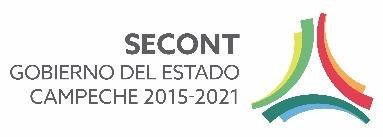 SECONT
GOBIERNO DEL ESTADO
CAMPECHE 2015-2021